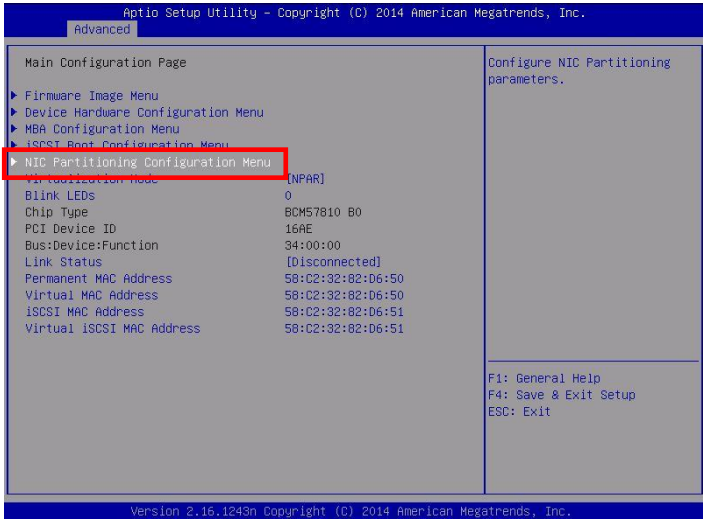 Aptio Setup Utility – Copyright (C) 2014 American Megatrends, Inc.
Advanced
Main Configuration Page
Firmware Image Menu
Device Hardware Configuration Menu
MBA Configuration Menu
iSCSI Boot Configuration Menu
NIC Partitioning Configuration Menu
Virtualization Mode [NPAR]
Blink LEDs 0
Chip Type BCM57810 B0
PCI Device ID 16AE
Bus:Device:Function 34:00:00
Link Status [Disconnected]
Permanent MAC Address 58:C2:32:82:D6:50
Virtual MAC Address 58:C2:32:82:D6:50
iSCSI MAC Address 58:C2:32:82:D6:51
Virtual iSCSI MAC Address 58:C2:32:82:D6:51
Configure NIC Partitioning
parameters.
F1: General Help
F4: Save & Exit Setup
ESC: Exit
Version 2.16.1243n Copyright (C) 2014 American Megatrends, Inc.